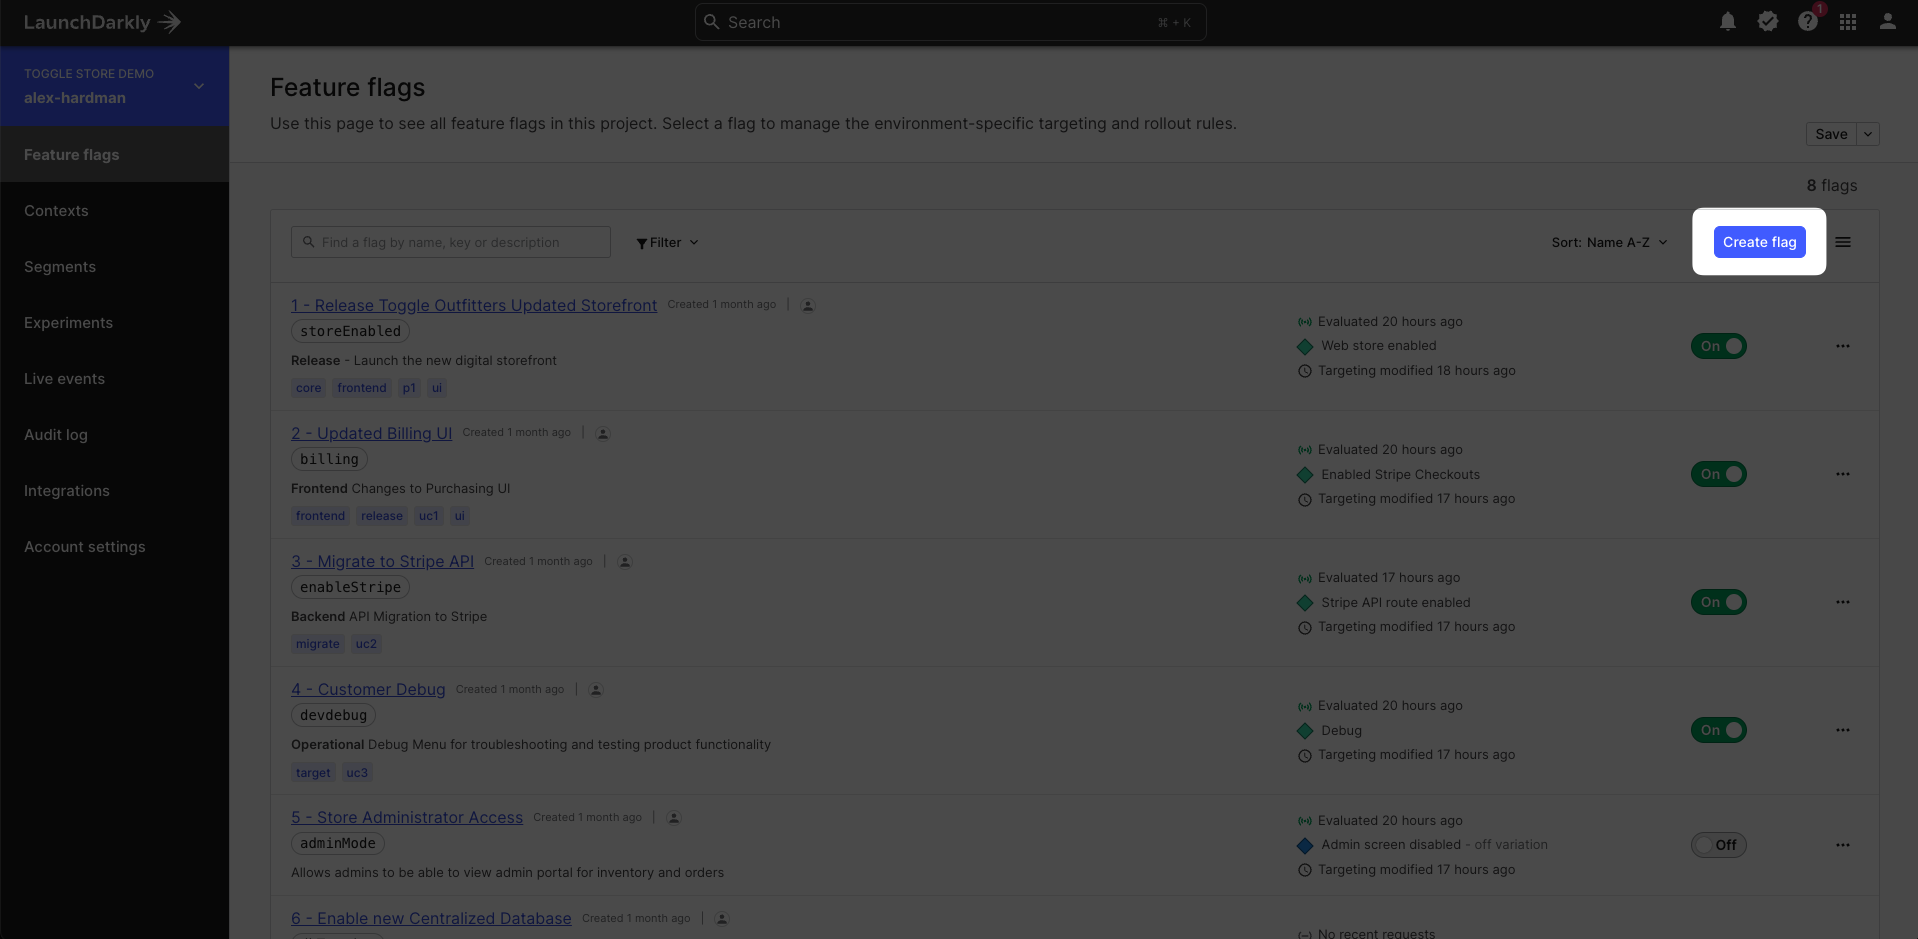 LaunchDarkly
Search
⌘ + K
1
TOGGLE STORE DEMO
alex-hardman
Feature flags
Contexts
Segments
Experiments
Live events
Audit log
Integrations
Account settings
Feature flags
Use this page to see all feature flags in this project. Select a flag to manage the environment-specific targeting and rollout rules.
Save
8 flags
Find a flag by name, key or description
Filter
Sort: Name A-Z
Create flag
1 - Release Toggle Outfitters Updated Storefront Created 1 month ago |
storeEnabled
Release - Launch the new digital storefront
core frontend p1 ui
Evaluated 20 hours ago
Web store enabled
Targeting modified 18 hours ago
On
2 - Updated Billing UI Created 1 month ago |
billing
Frontend Changes to Purchasing UI
frontend release uc1 ui
Evaluated 20 hours ago
Enabled Stripe Checkouts
Targeting modified 17 hours ago
On
3 - Migrate to Stripe API Created 1 month ago |
enableStripe
Backend API Migration to Stripe
migrate uc2
Evaluated 17 hours ago
Stripe API route enabled
Targeting modified 17 hours ago
On
4 - Customer Debug Created 1 month ago |
devdebug
Operational Debug Menu for troubleshooting and testing product functionality
target uc3
Evaluated 20 hours ago
Debug
Targeting modified 17 hours ago
On
5 - Store Administrator Access Created 1 month ago |
adminMode
Allows admins to be able to view admin portal for inventory and orders
Evaluated 20 hours ago
Admin screen disabled - off variation
Targeting modified 17 hours ago
Off
6 - Enable new Centralized Database Created 1 month ago |
No recent requests